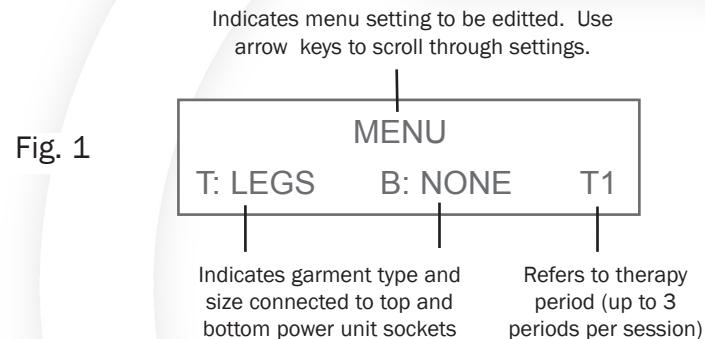 Indicates menu setting to be editted.  Use
arrow  keys to scroll through settings.
Fig. 1
MENU
T: LEGS B: NONE T1
Indicates garment type and
size connected to top and
bottom power unit sockets
Refers to therapy
period (up to 3
periods per session)